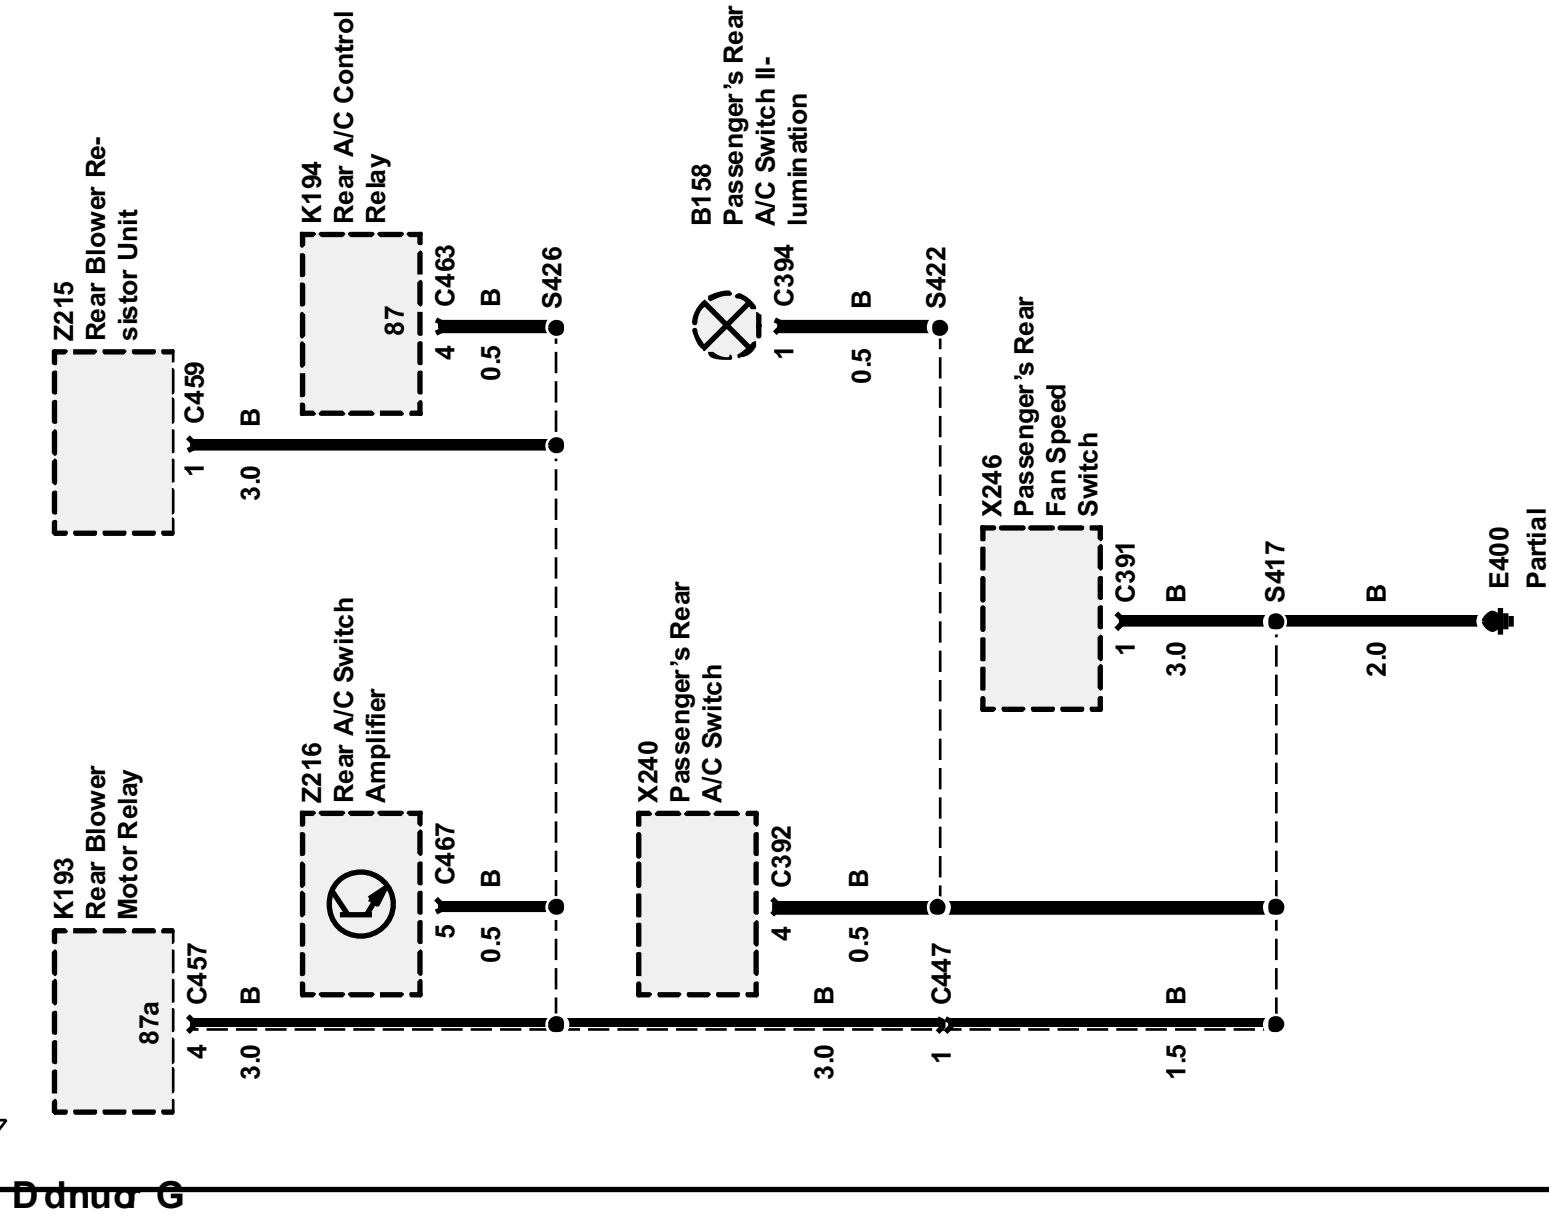 K193
Rear Blower
Motor Relay
87a
4
C457
3.0
B
Z215
Rear Blower Re-
sistor Unit
1
C459
3.0
B
Z216
Rear A/C Switch
Amplifier
5
C467
0.5
B
K194
Rear A/C Control
Relay
87
4
C463
0.5
B
S426
X240
Passenger’s Rear
A/C Switch
4
C392
0.5
B
B158
Passenger’s Rear
A/C Switch Il-
lumination
1
C394
0.5
B
S422
3.0
B
1
C447
1.5
B
X246
Passenger’s Rear
Fan Speed
Switch
1
C391
3.0
B
S417
2.0
B
E400
Partial